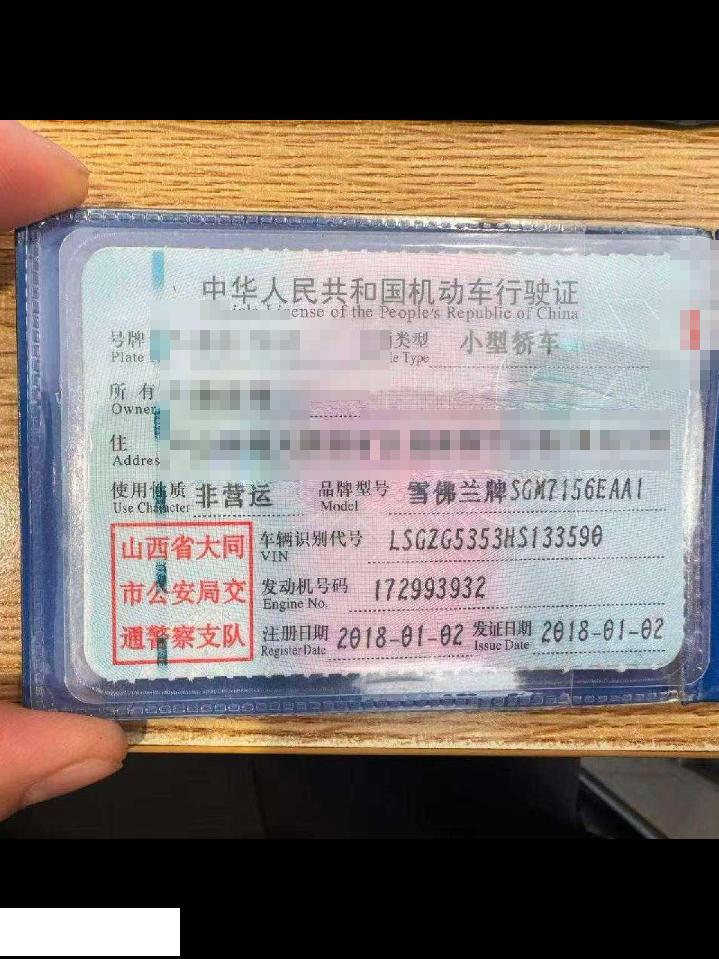 中华人民共和国机动车行驶证
icle License of the People's Republic of China
号牌 类型 小型轿车
Plate le Type
所有
Owner
住
Addres
使用性质 非营运 品牌型号 雪佛兰牌SGM7156EAA1
Use Character Model
山西省大同
市公安局交
通警察支队
车辆识别代号 LSGZG5353HS133590
VIN
发动机号码 172993932
Engine No.
注册日期 2018-01-02 发证日期 2018-01-02
Register Date Issue Date